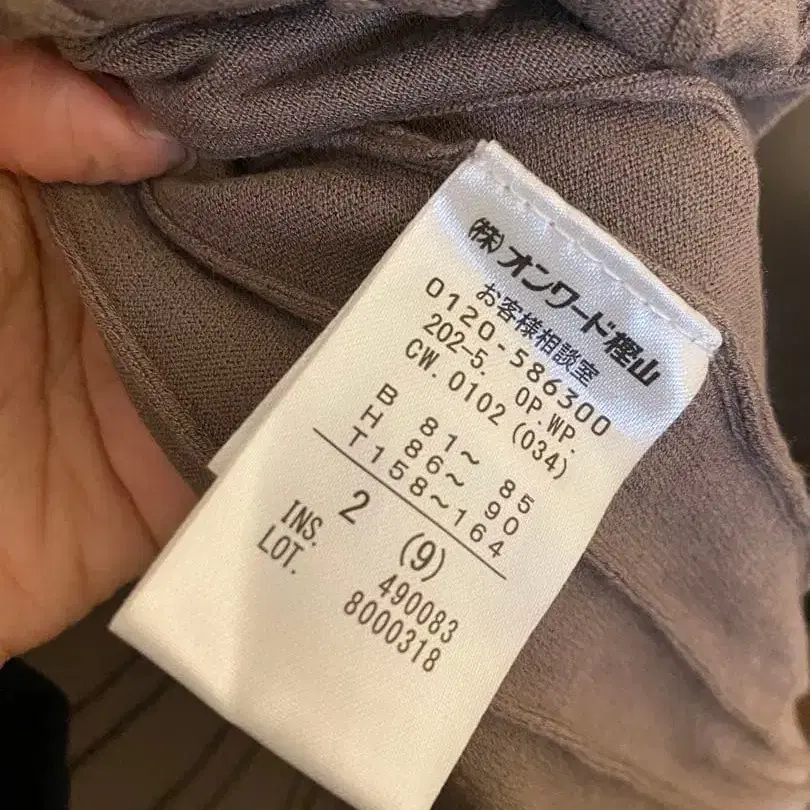 ㈱オンワード樫山
お客様相談室
0120-586300
202-5. OP.WP.
CW.0102(034)
B 81～ 85
H 86～ 90
T158～164
2 (9)
INS. 490083
LOT. 8000318